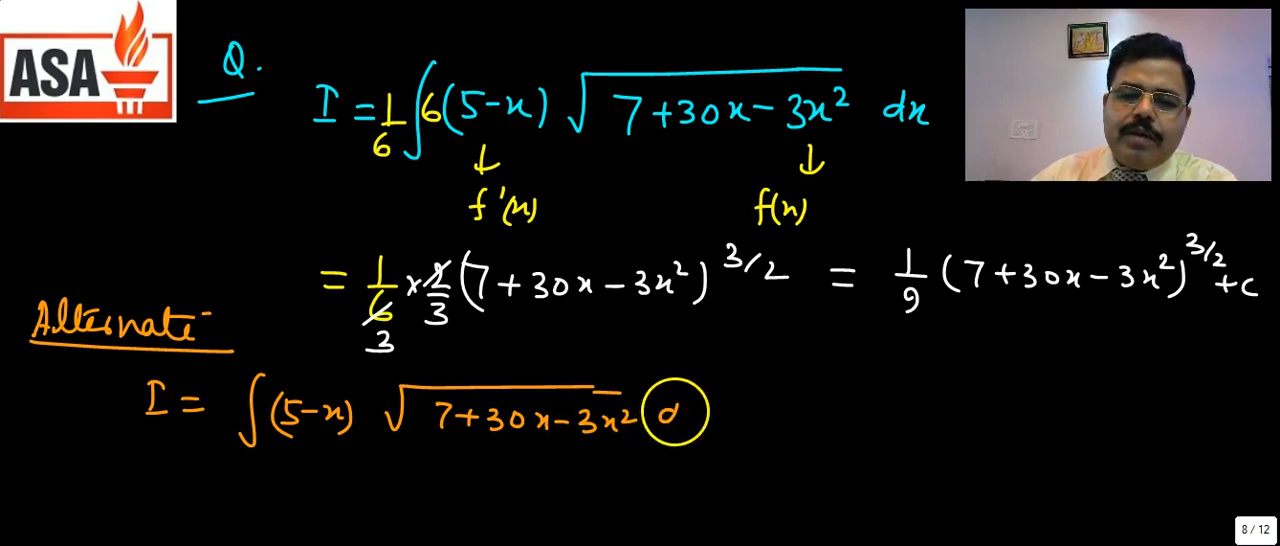 ASA
Q.
I = 1/6 ∫ 6(5-x) √(7+30x-3x²) dx
↓ ↓
f'(x) f(x)
= 1/6 × 2/3 (7+30x-3x²)^3/2 = 1/9 (7+30x-3x²)^3/2 + c
3
Alternate
I = ∫ (5-x) √(7+30x-3x²) d
8 / 12